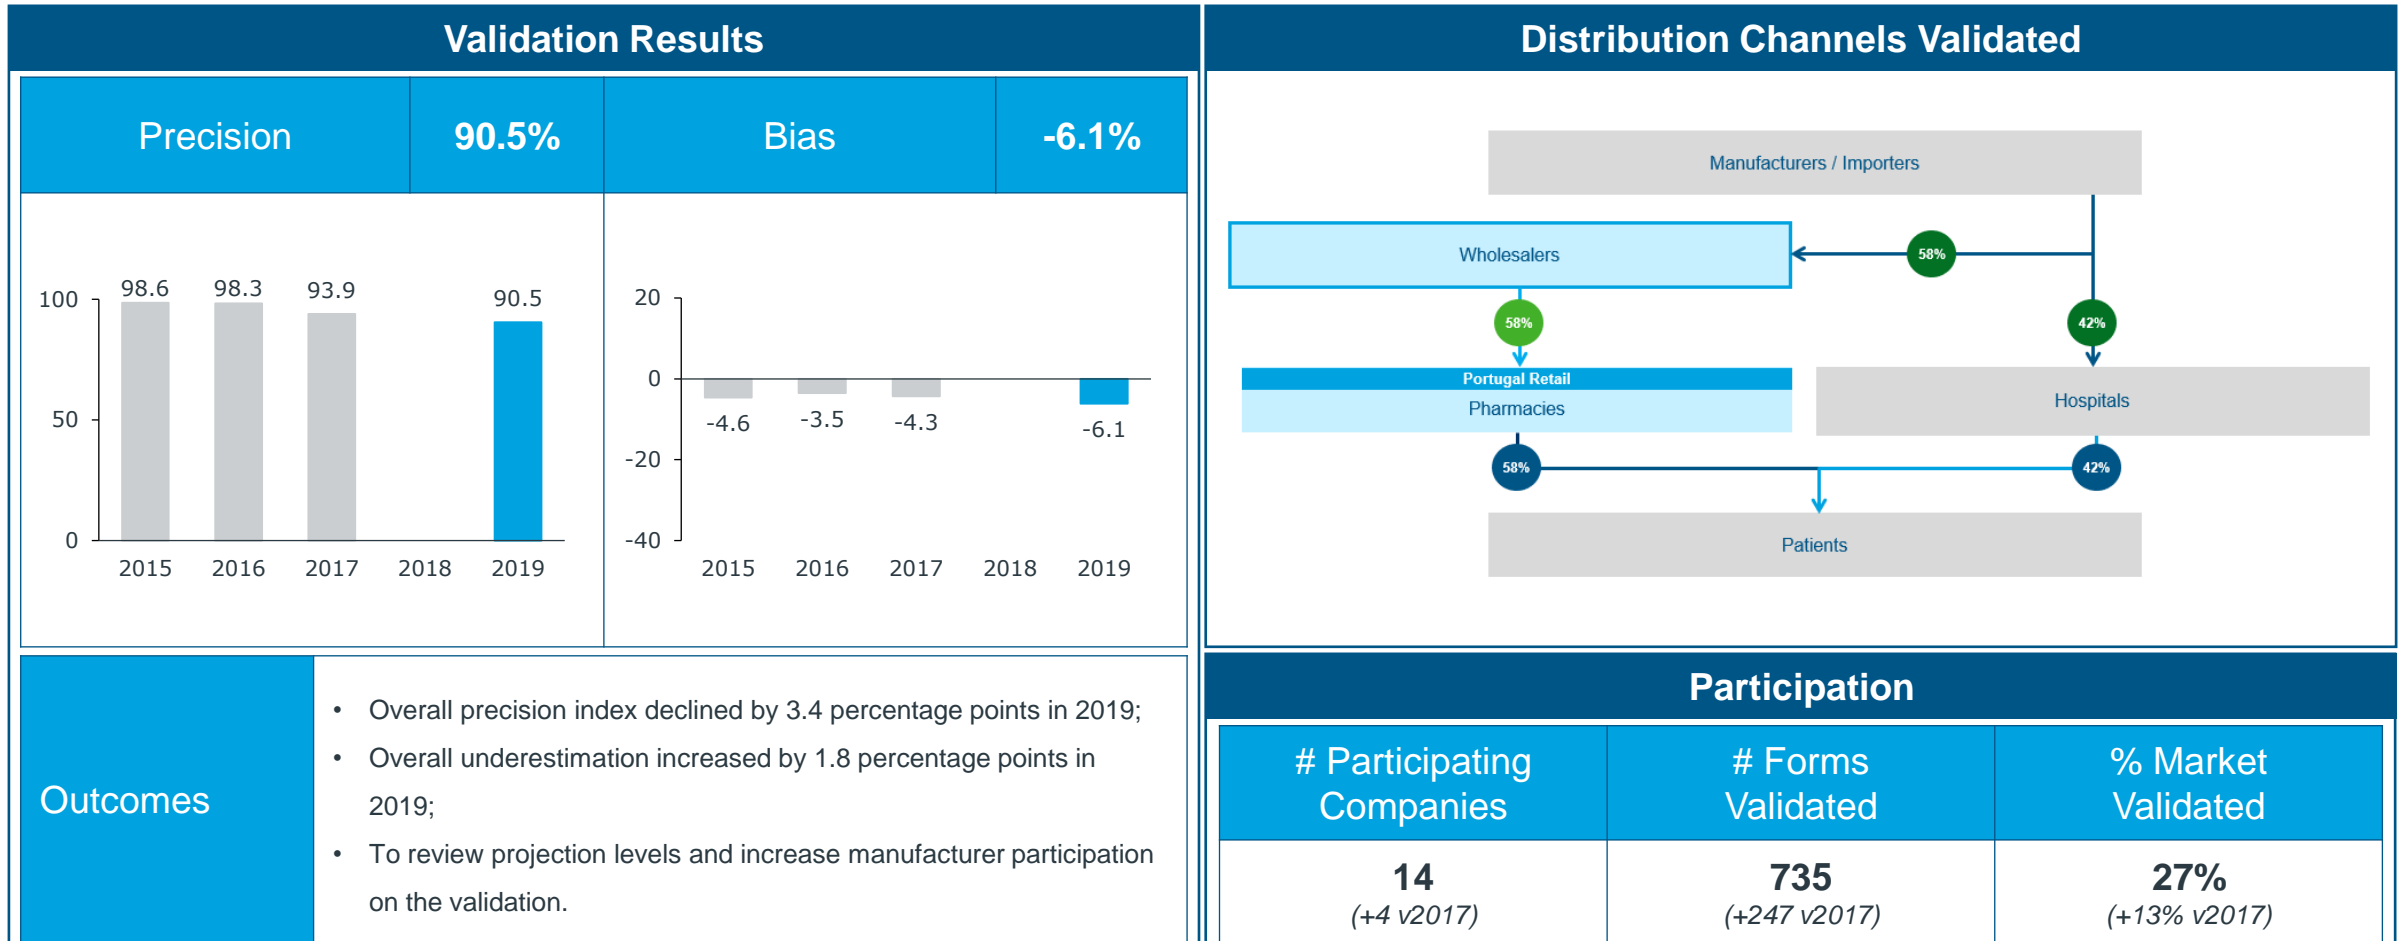 Validation Results
Precision
90.5%
Bias
-6.1%
100
50
0
98.6
98.3
93.9
90.5
2015
2016
2017
2018
2019
20
0
-20
-40
-4.6
-3.5
-4.3
-6.1
2015
2016
2017
2018
2019
Outcomes
• Overall precision index declined by 3.4 percentage points in 2019;
• Overall underestimation increased by 1.8 percentage points in
2019;
• To review projection levels and increase manufacturer participation
on the validation.
Distribution Channels Validated
Manufacturers / Importers
Wholesalers
58%
58%
42%
Portugal Retail
Pharmacies
Hospitals
58%
42%
Patients
Participation
# Participating
Companies
# Forms
Validated
% Market
Validated
14
(+4 v2017)
735
(+247 v2017)
27%
(+13% v2017)